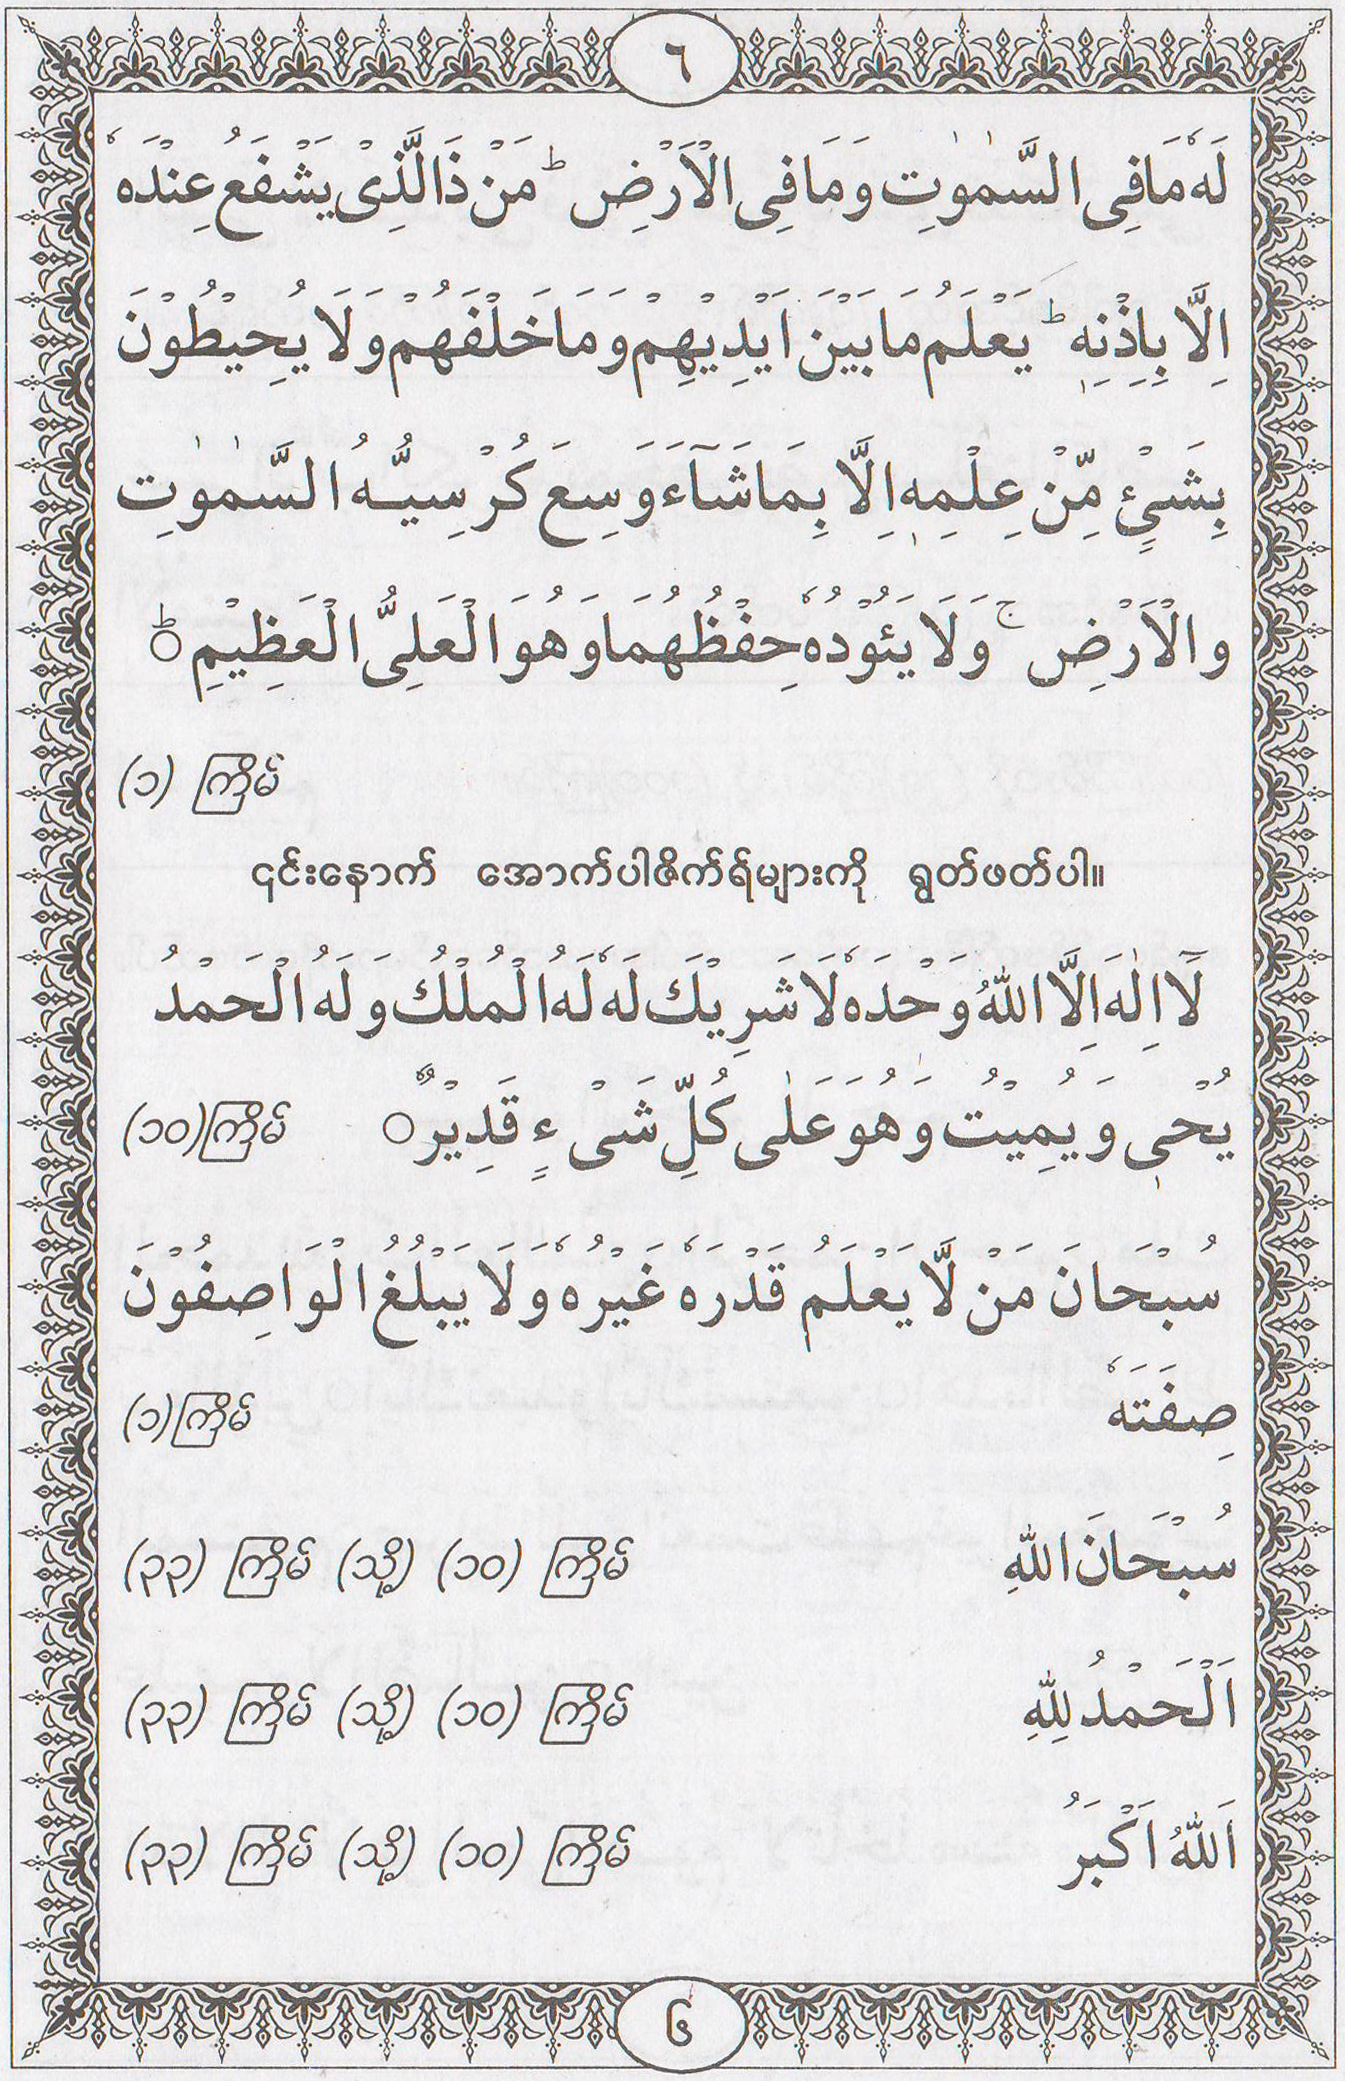 ٦
لَهٗ مَا فِى السَّمٰوٰتِ وَمَا فِى الْاَرْضِ ؕ مَنْ ذَا الَّذِىْ يَشْفَعُ عِنْدَهٗ
اِلَّا بِاِذْنِهٖ ؕ يَعْلَمُ مَا بَيْنَ اَيْدِيْهِمْ وَمَا خَلْفَهُمْ وَلَا يُحِيْطُوْنَ
بِشَىْءٍ مِّنْ عِلْمِهٖ اِلَّا بِمَا شَآءَ وَسِعَ كُرْسِيُّهُ السَّمٰوٰتِ
وَالْاَرْضِ ۚ وَلَا يَئُوْدُهٗ حِفْظُهُمَا وَهُوَ الْعَلِىُّ الْعَظِيْمِ ؕ○
(၁) ကြိမ်
၎င်းနောက် အောက်ပါဇိက်ရ်များကို ရွတ်ဖတ်ပါ။
لَآ اِلٰهَ اِلَّا اللهُ وَحْدَهٗ لَا شَرِيْكَ لَهٗ لَهُ الْمُلْكُ وَلَهُ الْحَمْدُ
يُحْىٖ وَيُمِيْتُ وَهُوَ عَلٰى كُلِّ شَىْءٍ قَدِيْرٌ○ (၁၀)ကြိမ်
سُبْحَانَ مَنْ لَّا يَعْلَمُ قَدْرَهٗ غَيْرُهٗ وَلَا يَبْلُغُ الْوَاصِفُوْنَ
صِفَتَهٗ (၁)ကြိမ်
سُبْحَانَ اللهِ (၃၃) ကြိမ် (သို့) (၁၀) ကြိမ်
اَلْحَمْدُ لِلّٰهِ (၃၃) ကြိမ် (သို့) (၁၀) ကြိမ်
اَللهُ اَكْبَرُ (၃၃) ကြိမ် (သို့) (၁၀) ကြိမ်
၆